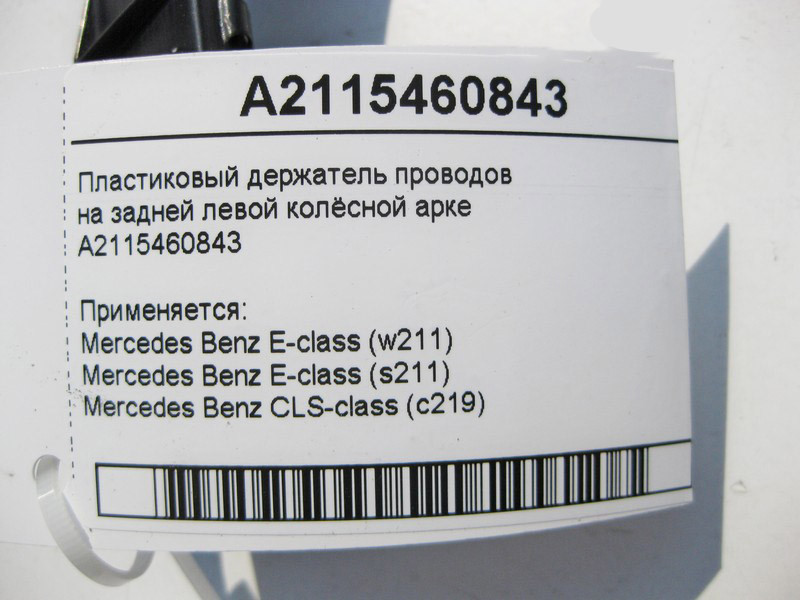 A2115460843
Пластиковый держатель проводов
на задней левой колёсной арке
A2115460843
Применяется:
Mercedes Benz E-class (w211)
Mercedes Benz E-class (s211)
Mercedes Benz CLS-class (c219)